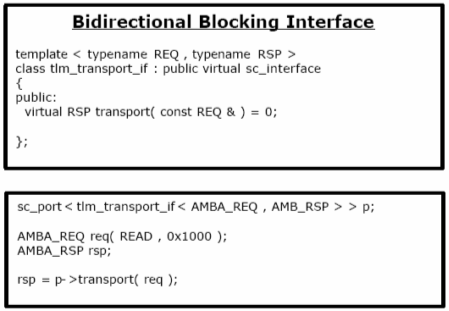 Bidirectional Blocking Interface
template < typename REQ , typename RSP >
class tlm_transport_if : public virtual sc_interface
{
public:
virtual RSP transport( const REQ & ) = 0;
};
sc_port < tlm_transport_if < AMBA_REQ , AMB_RSP > > p;
AMBA_REQ req( READ , 0x1000 );
AMBA_RSP rsp;
rsp = p->transport( req );